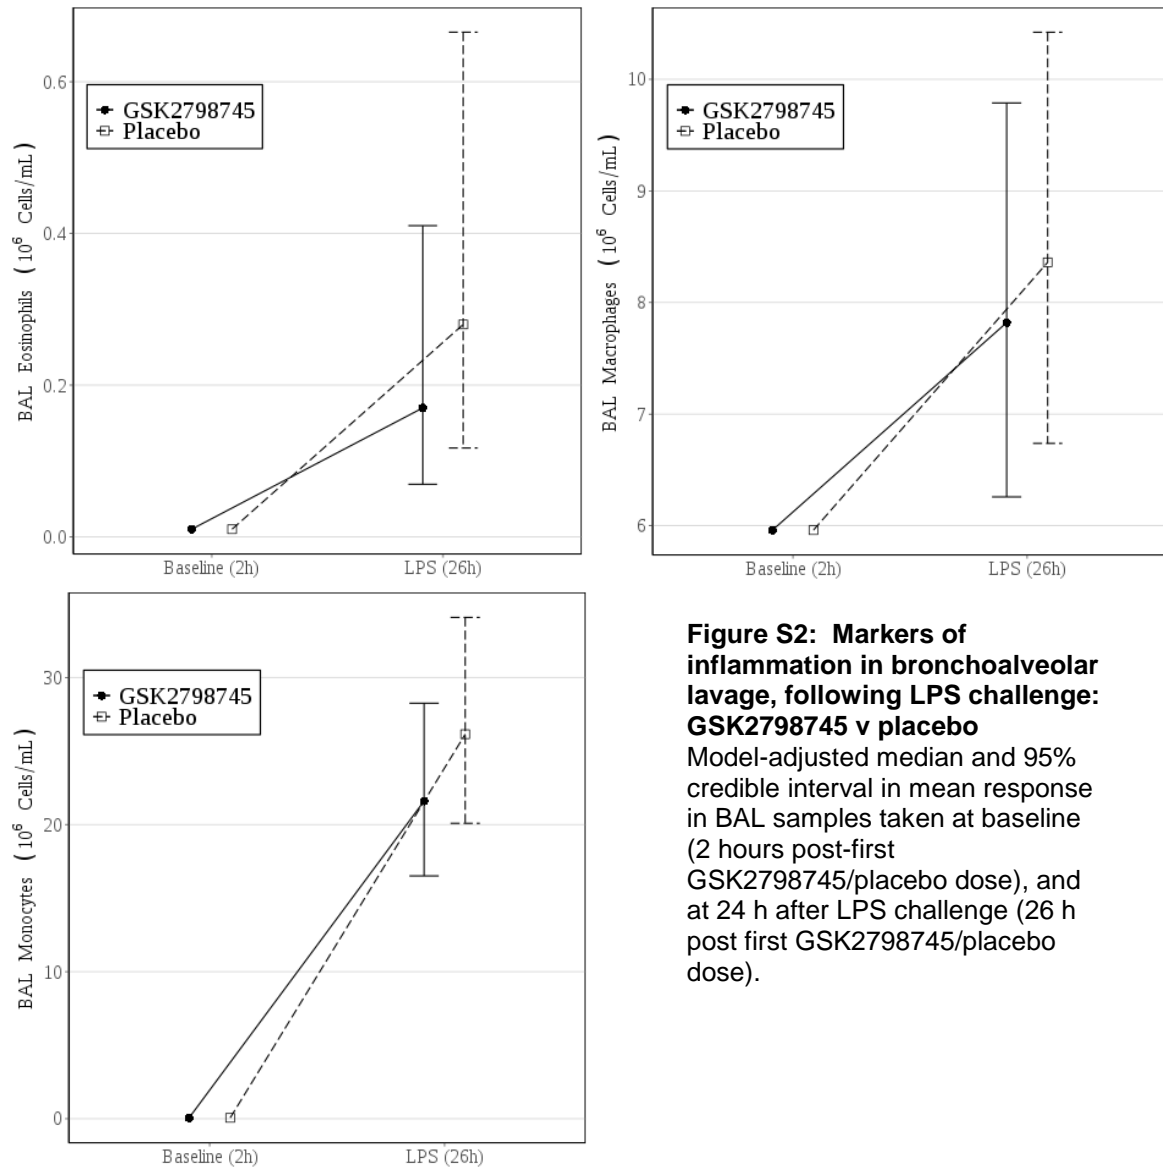 BAL Eosinophils (10⁶ Cells/mL)
0.6
0.4
0.2
0.0
GSK2798745
Placebo
Baseline (2h) LPS (26h)
BAL Macrophages (10⁶ Cells/mL)
10
9
8
7
6
GSK2798745
Placebo
Baseline (2h) LPS (26h)
BAL Monocytes (10⁶ Cells/mL)
30
20
10
0
GSK2798745
Placebo
Baseline (2h) LPS (26h)
Figure S2: Markers of
inflammation in bronchoalveolar
lavage, following LPS challenge:
GSK2798745 v placebo
Model-adjusted median and 95%
credible interval in mean response
in BAL samples taken at baseline
(2 hours post-first
GSK2798745/placebo dose), and
at 24 h after LPS challenge (26 h
post first GSK2798745/placebo
dose).